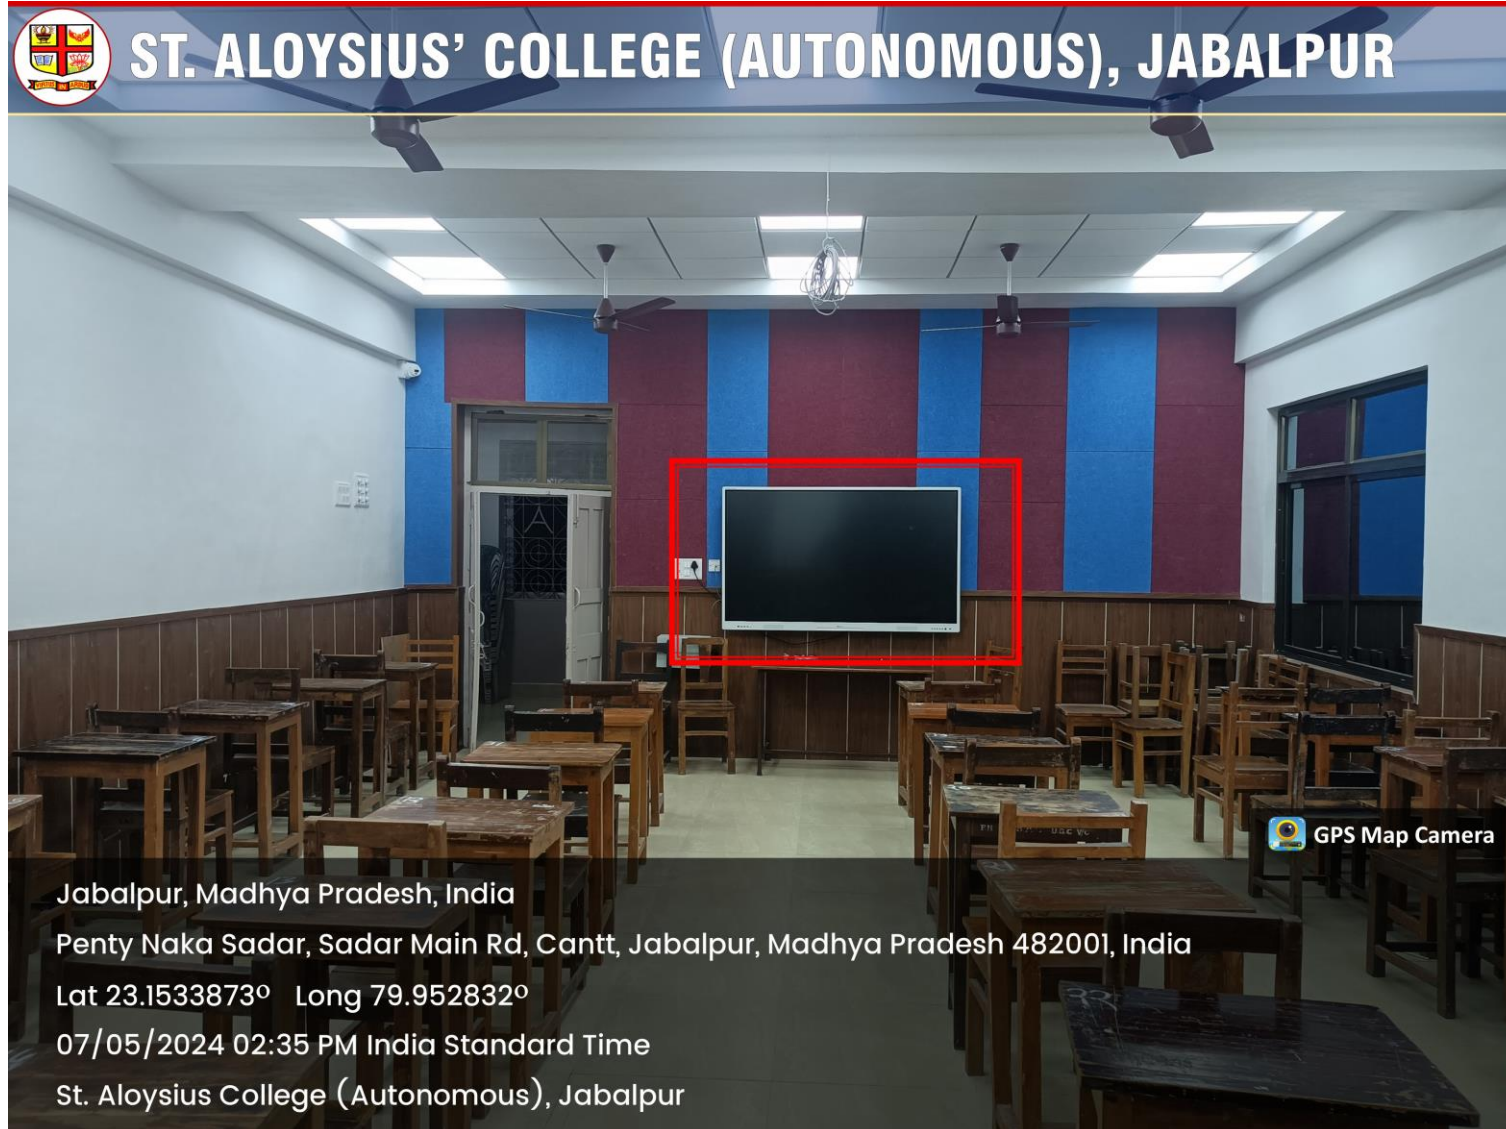 ST. ALOYSIUS' COLLEGE (AUTONOMOUS), JABALPUR
GPS Map Camera
Jabalpur, Madhya Pradesh, India
Penty Naka Sadar, Sadar Main Rd, Cantt, Jabalpur, Madhya Pradesh 482001, India
Lat 23.1533873º Long 79.952832º
07/05/2024 02:35 PM India Standard Time
St. Aloysius College (Autonomous), Jabalpur